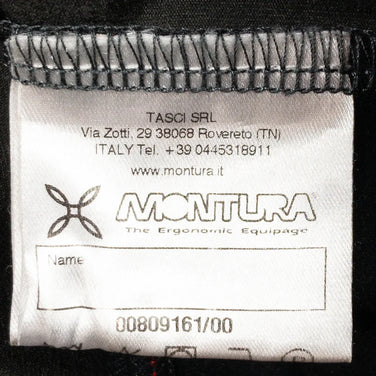 TASCI SRL
Via Zotti, 29 38068 Rovereto (TN)
ITALY Tel. +39 0445318911
www.montura.it
MONTURA
The Ergonomic Equipage
Name
00809161/00